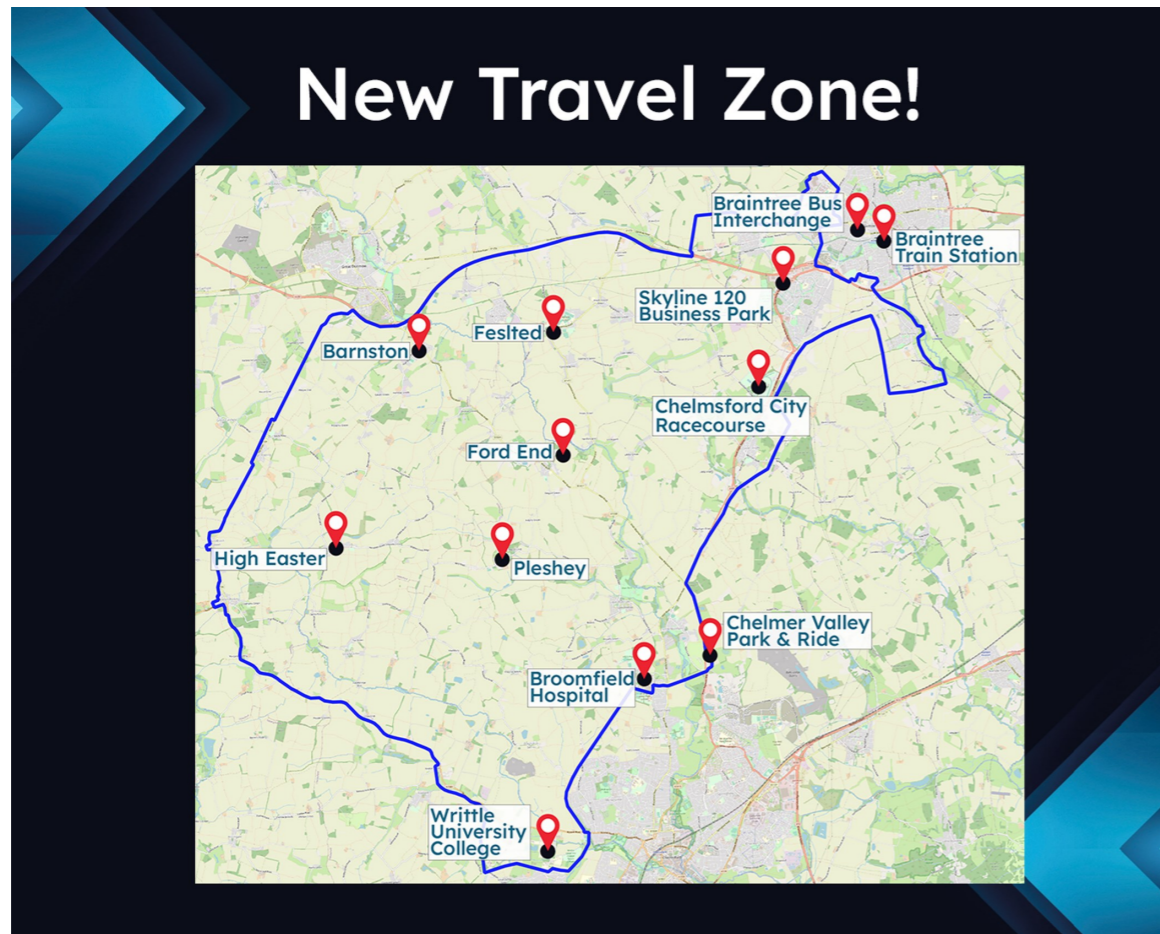 New Travel Zone!
Braintree Bus
Interchange
Braintree
Train Station
Skyline 120
Business Park
Feslted
Barnston
Chelmsford City
Racecourse
Ford End
High Easter
Pleshey
Chelmer Valley
Park & Ride
Broomfield
Hospital
Writtle
University
College